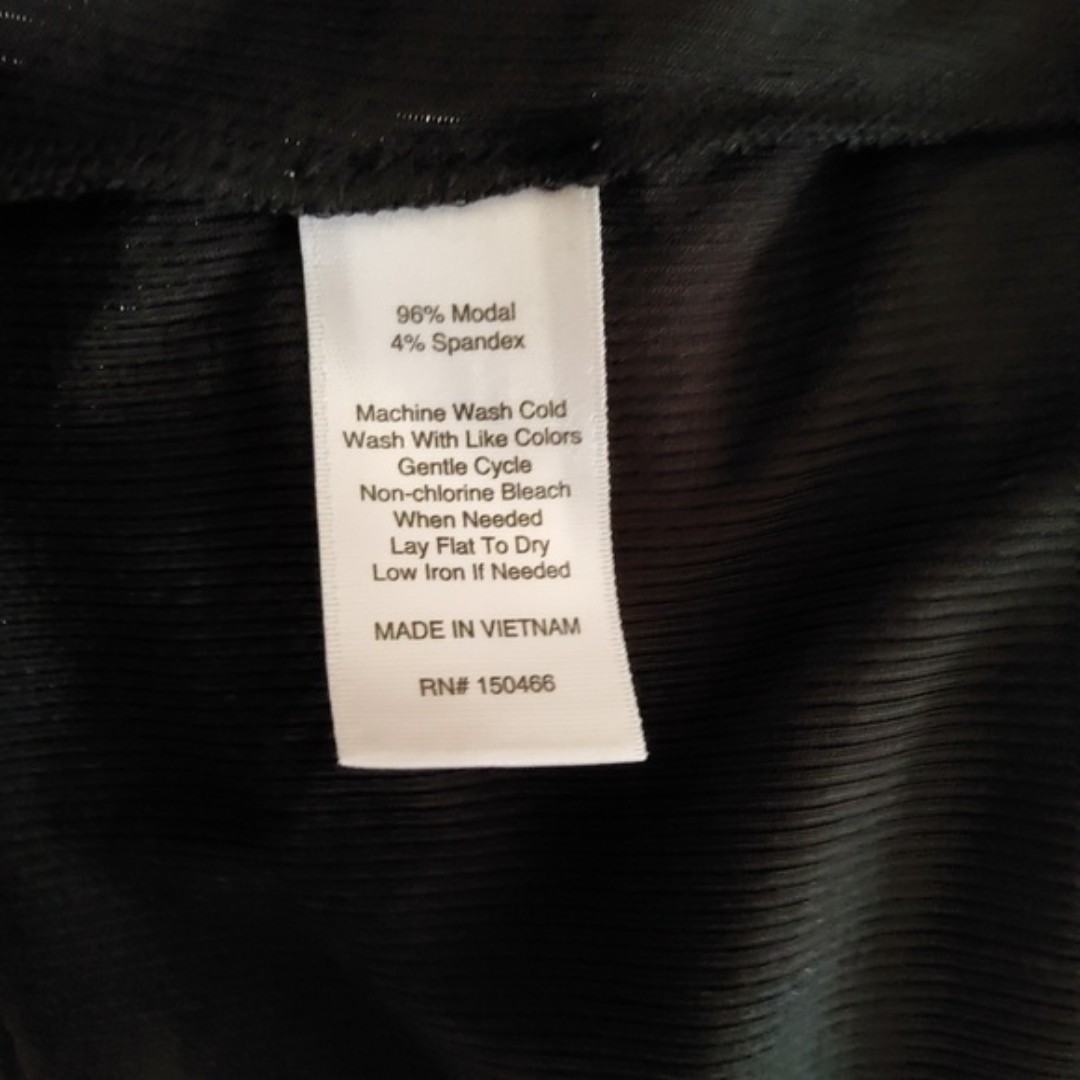 96% Modal
4% Spandex
Machine Wash Cold
Wash With Like Colors
Gentle Cycle
Non-chlorine Bleach
When Needed
Lay Flat To Dry
Low Iron If Needed
MADE IN VIETNAM
RN# 150466